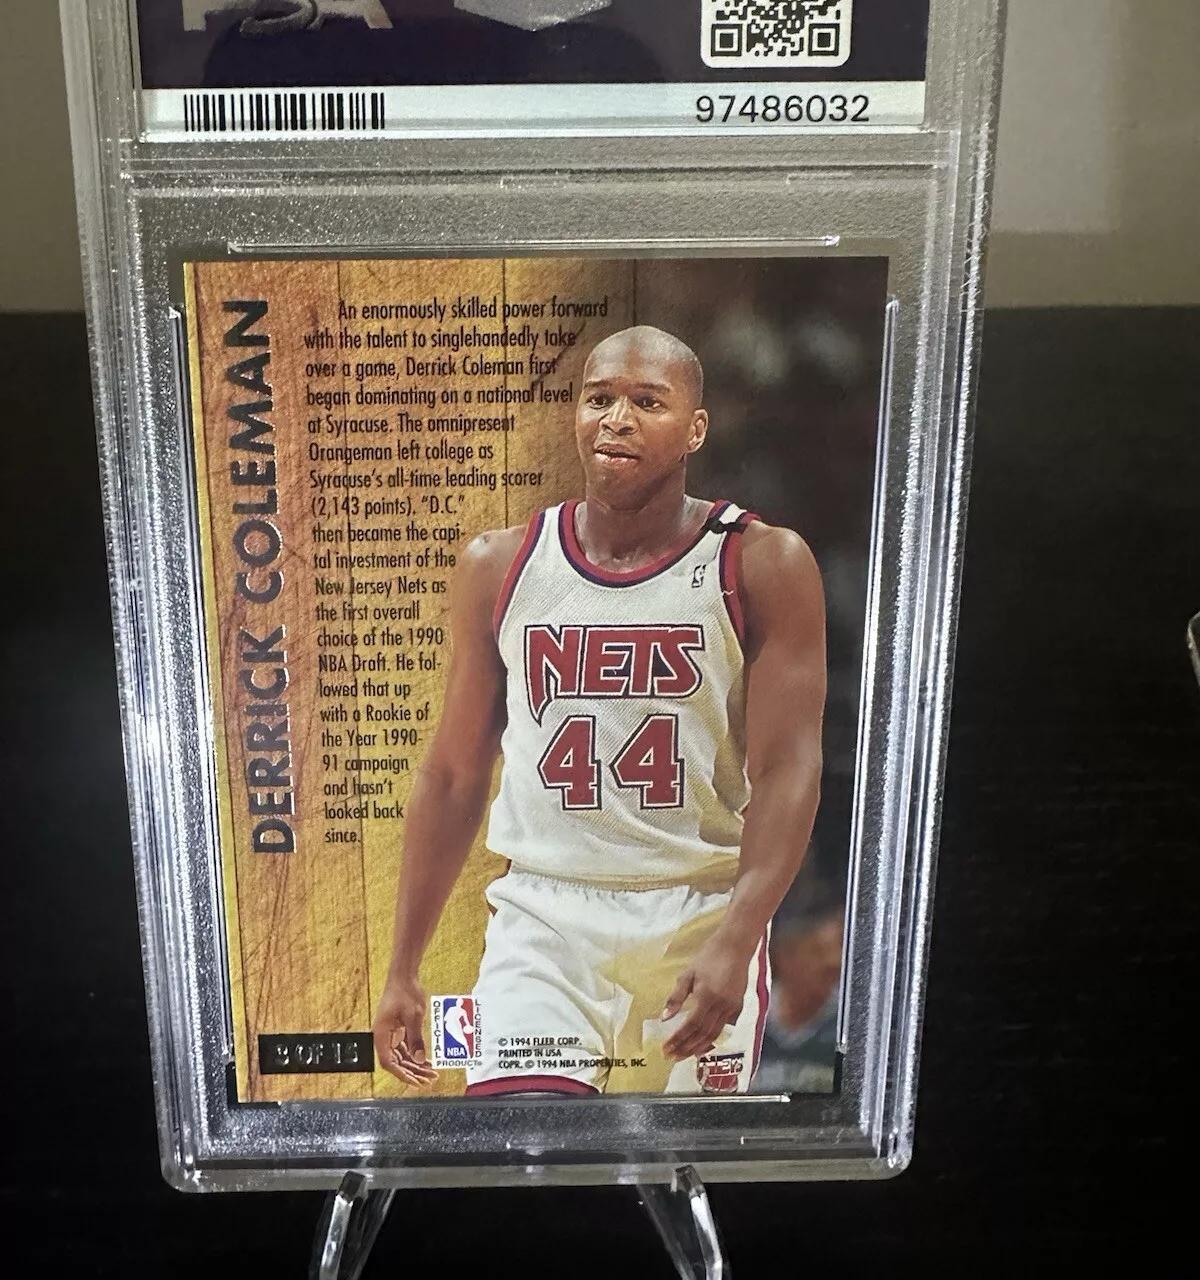 PSA
97486032
DERRICK COLEMAN
An enormously skilled power forward
with the talent to singlehandedly take
over a game, Derrick Coleman first
began dominating on a national level
at Syracuse. The omnipresent
Orangeman left college as
Syracuse's all-time leading scorer
(2,143 points). "D.C."
then became the capi-
tal investment of the
New Jersey Nets as
the first overall
choice of the 1990
NBA Draft. He fol-
lowed that up
with a Rookie of
the Year 1990-
91 campaign
and hasn't
looked back
since.
NETS
44
OFFICIAL
LICENSED
NBA
PRODUCT
© 1994 FLEER CORP.
PRINTED IN USA
COPR. © 1994 NBA PROPERTIES, INC.
NETS